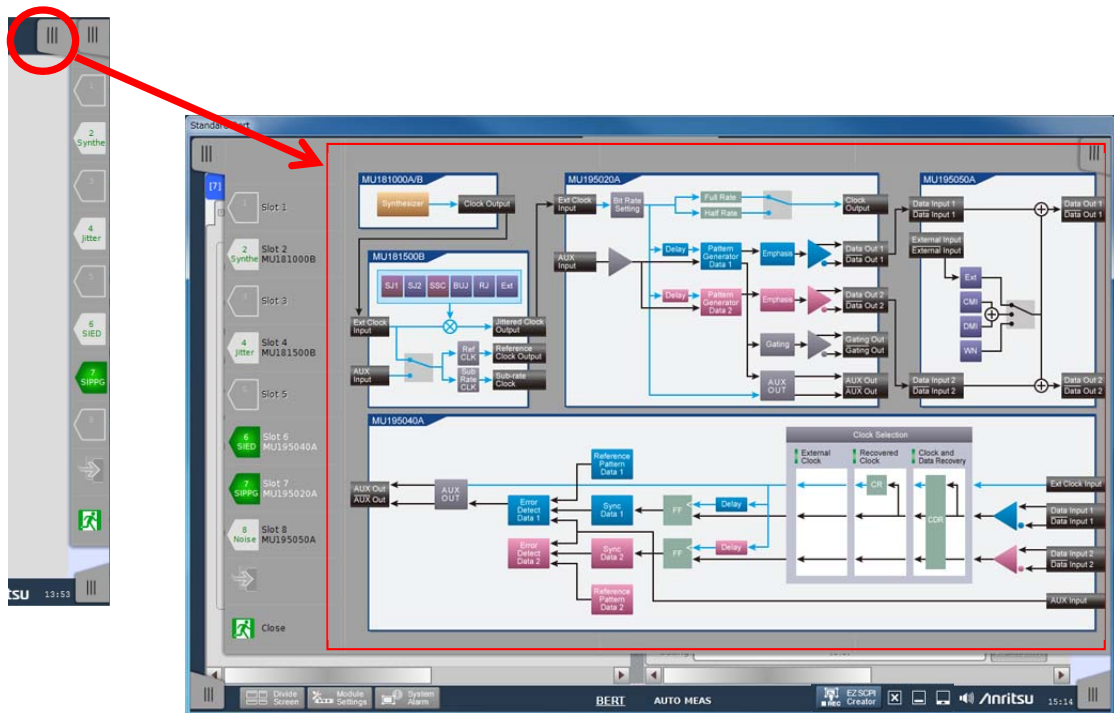 1
2
Synthe
3
4
Jitter
5
6
SIED
7
SIPPG
13:53
[7]
Slot 1
2
Synthe
Slot 2
MU181000B
Slot 3
4
Jitter
Slot 4
MU181500B
Slot 5
6
SIED
Slot 6
MU195040A
7
SIPPG
Slot 7
MU195020A
8
Noise
Slot 8
MU195050A
Close
MU181000A/B
Synthesizer
Clock Output
MU181500B
SJ1
SJ2
SSC
BUJ
RJ
Ext
Ext Clock
Input
Jittered Clock
Output
AUX
Input
Ref
CLK
Reference
Clock Output
Sub
Rate
CLK
Sub-rate
Clock
MU195020A
Ext Clock
Input
Bit Rate
Setting
Full Rate
Half Rate
Clock
Output
AUX
Input
Delay
Pattern
Generator
Data 1
Emphasis
Data Out 1
Data Out 1
Delay
Pattern
Generator
Data 2
Emphasis
Data Out 2
Data Out 2
Gating
Gating Out
Gating Out
AUX
OUT
AUX Out
AUX Out
MU195050A
Data Input 1
Data Input 1
Data Out 1
Data Out 1
External Input
External Input
Ext
CMI
DMI
WN
Data Input 2
Data Input 2
Data Out 2
Data Out 2
MU195040A
AUX Out
AUX Out
AUX
OUT
Reference
Pattern
Data 1
Error
Detect
Data 1
Sync
Data 1
FF
Delay
Error
Detect
Data 2
Sync
Data 2
FF
Delay
Reference
Pattern
Data 2
Clock Selection
External
Clock
Recovered
Clock
Clock and
Data Recovery
CR
CDR
Ext Clock Input
Data Input 1
Data Input 1
Data Input 2
Data Input 2
AUX Input
Divide
Screen
Module
Settings
System
Alarm
BERT
AUTO MEAS
REC
EZ SCPI
Creator
Anritsu
15:14